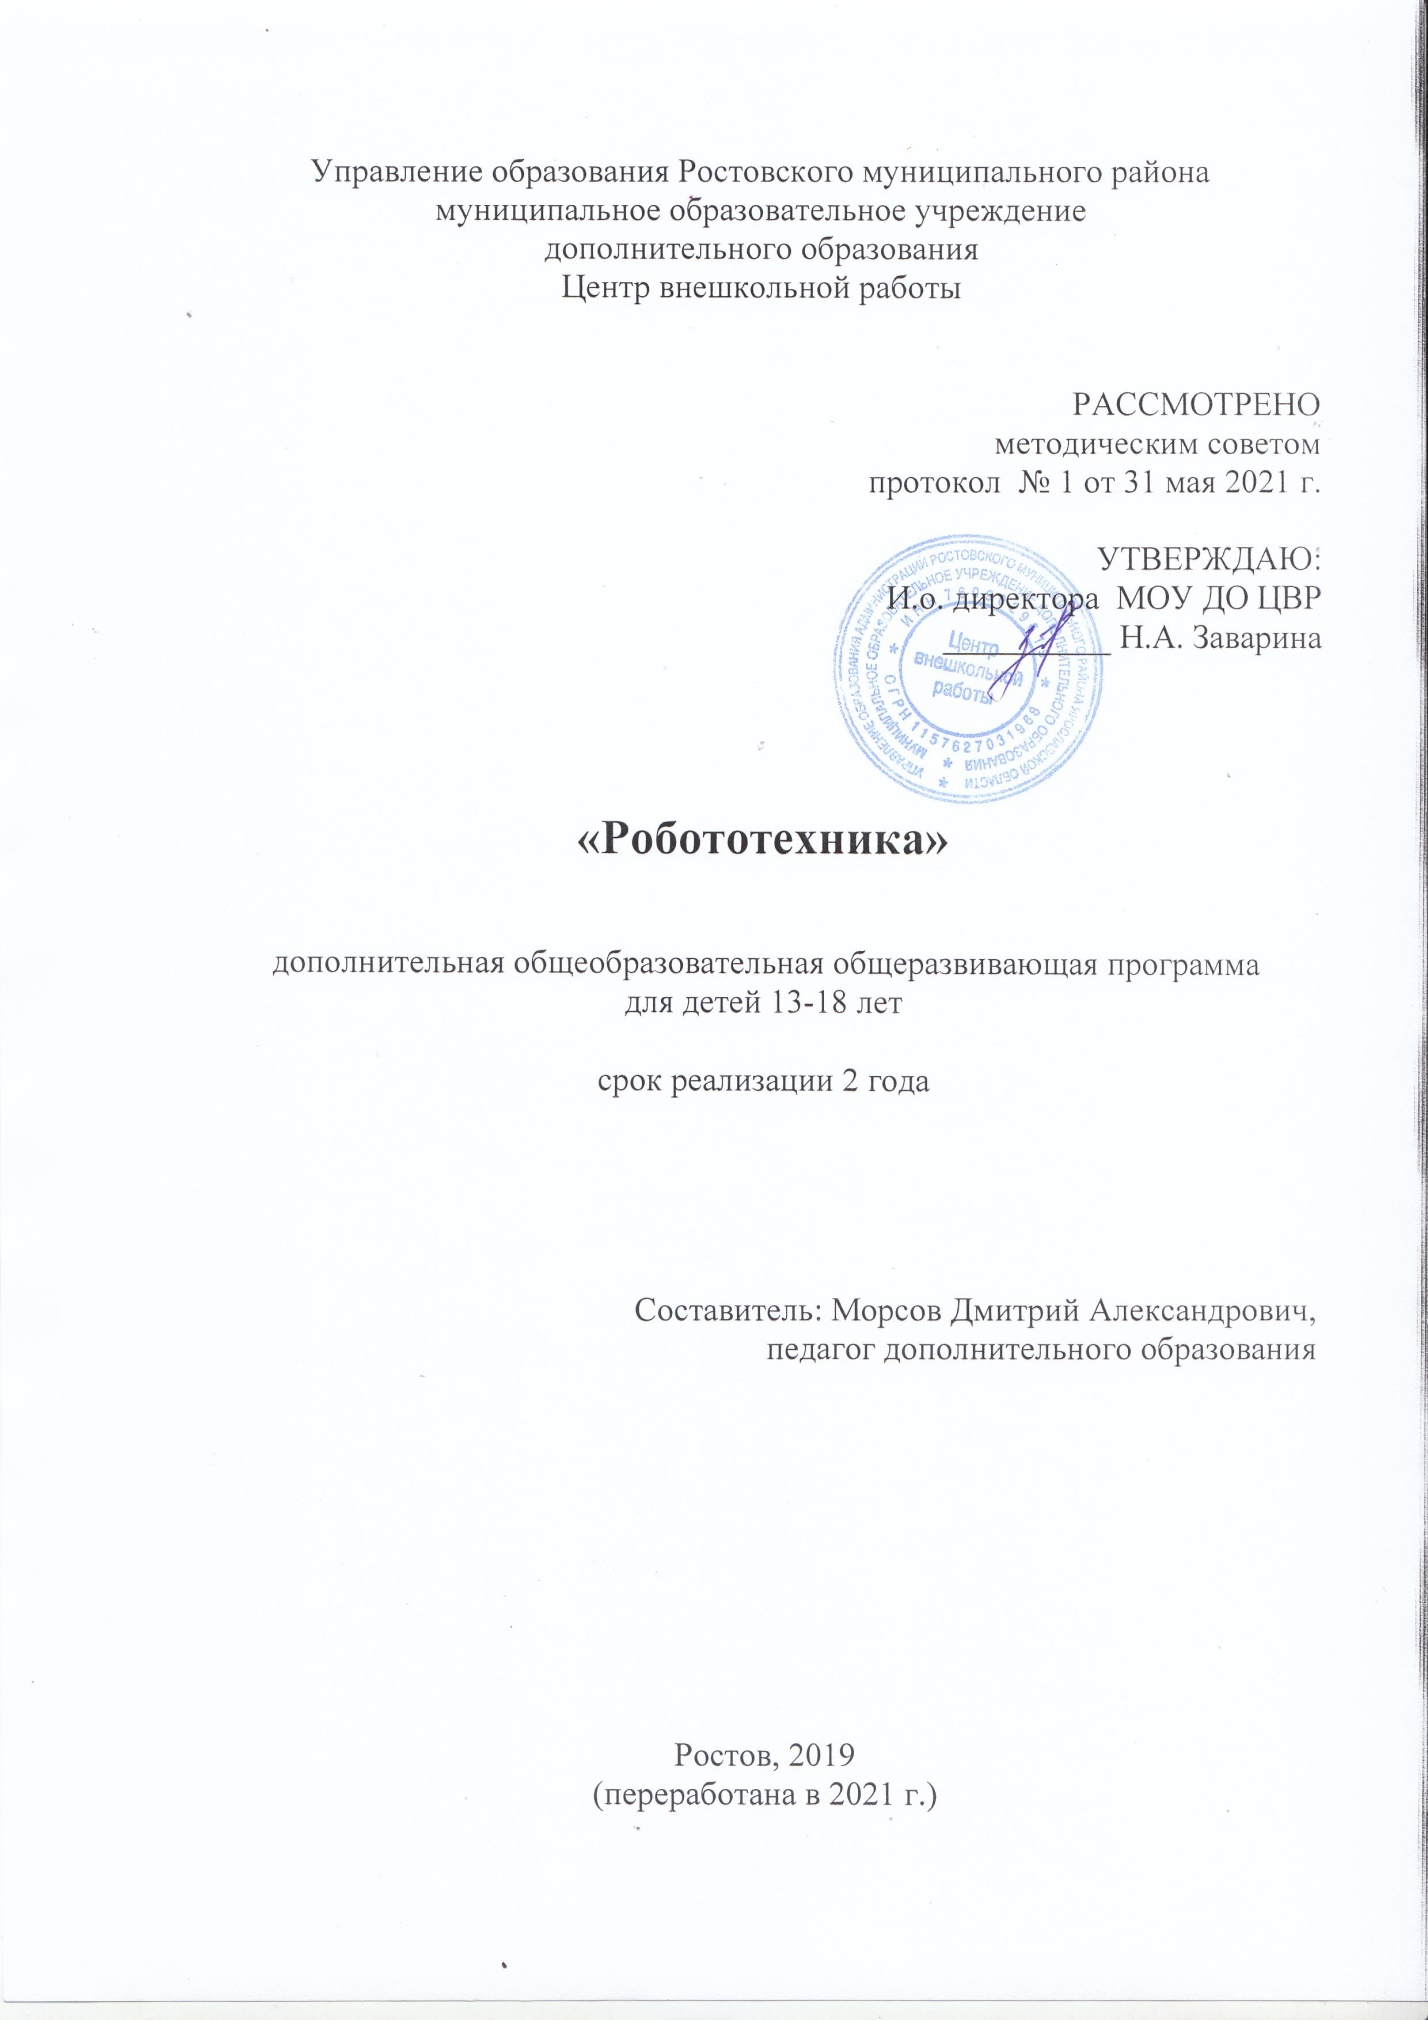 Управление образования Ростовского муниципального района
муниципальное образовательное учреждение
дополнительного образования
Центр внешкольной работы
РАССМОТРЕНО
методическим советом
протокол № 1 от 31 мая 2021 г.
УТВЕРЖДАЮ:
И.о. директора МОУ ДО ЦВР
__________ Н.А. Заварина
Центр
внешкольной
работы
«Робототехника»
дополнительная общеобразовательная общеразвивающая программа
для детей 13-18 лет
срок реализации 2 года
Составитель: Морсов Дмитрий Александрович,
педагог дополнительного образования
Ростов, 2019
(переработана в 2021 г.)